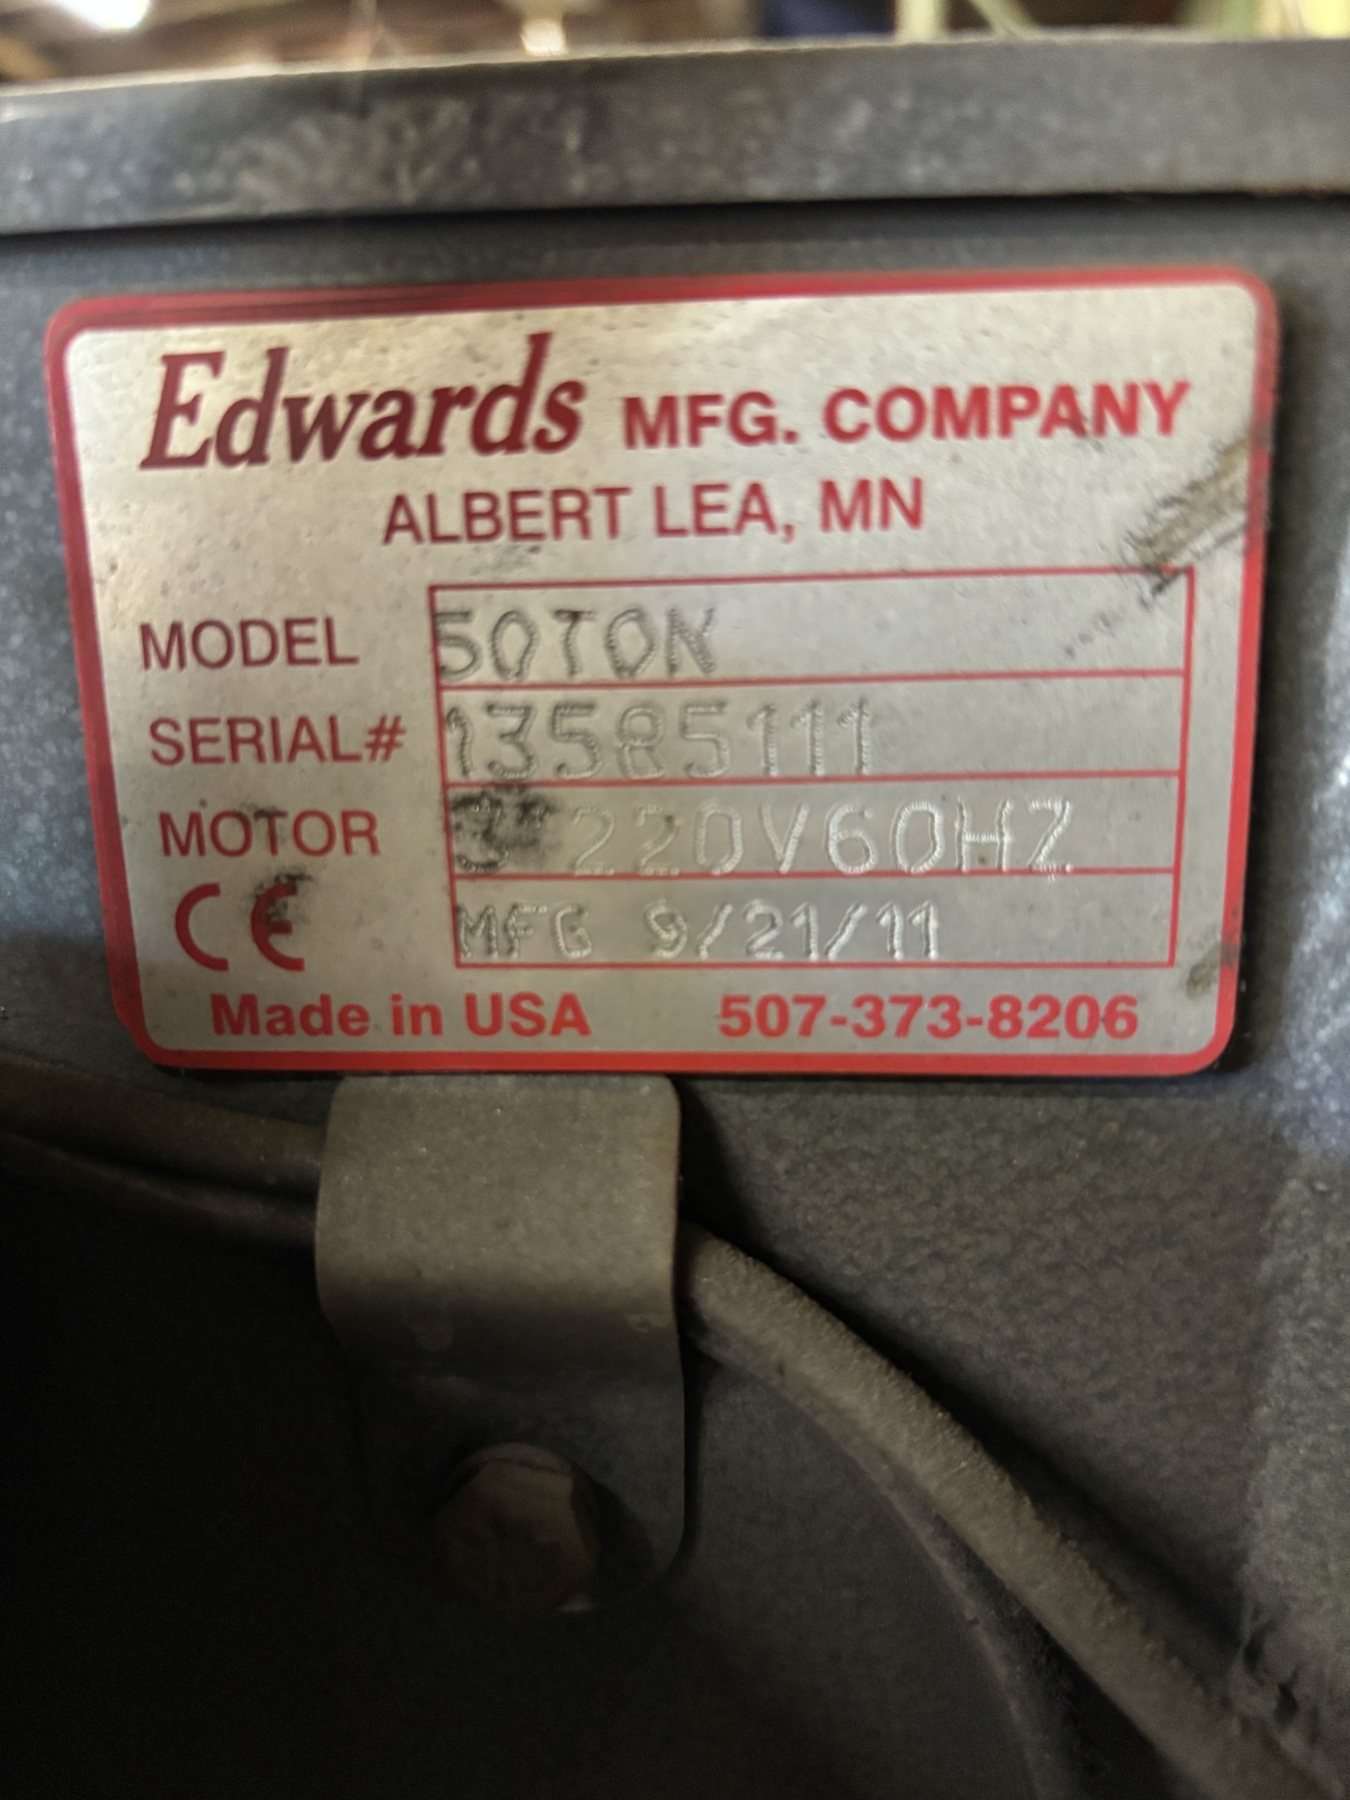 Edwards MFG. COMPANY
ALBERT LEA, MN
MODEL 50TON
SERIAL# 13585111
MOTOR 3 220V60HZ
CE MFG 9/21/11
Made in USA 507-373-8206